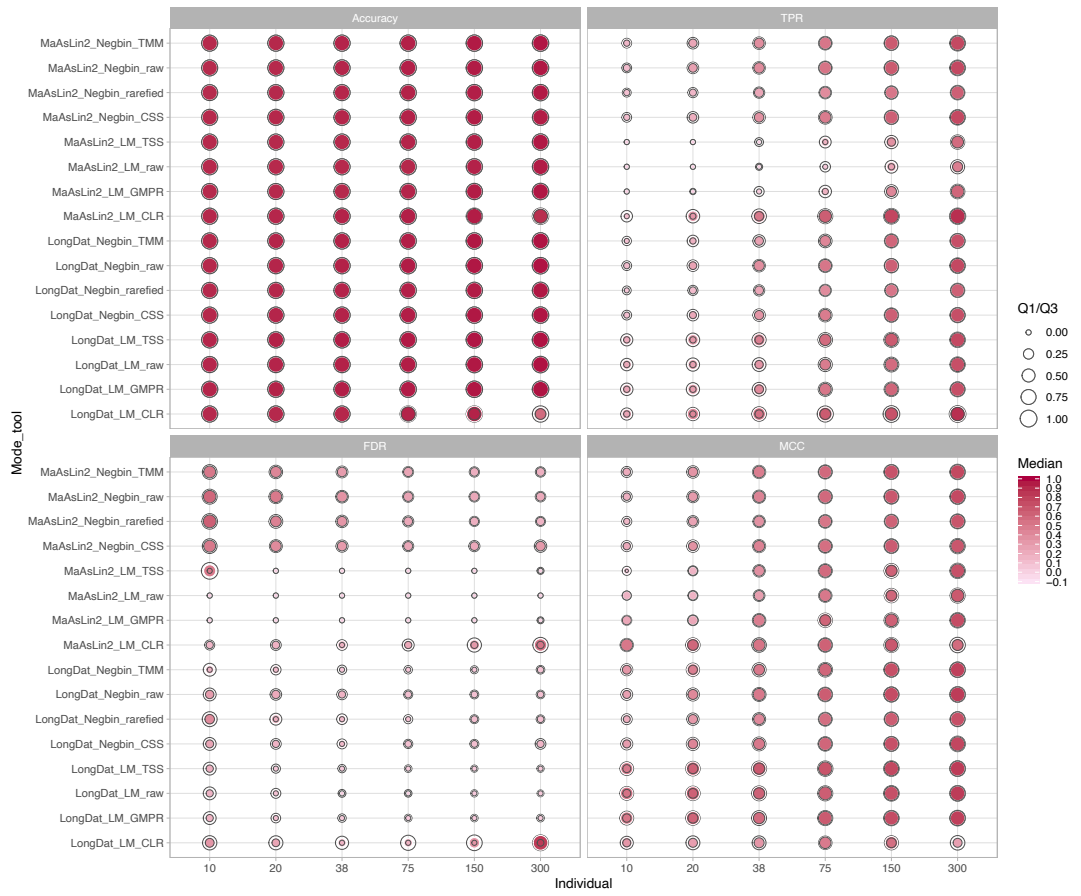 Accuracy
TPR
MaAsLin2_Negbin_TMM
MaAsLin2_Negbin_raw
MaAsLin2_Negbin_rarefied
MaAsLin2_Negbin_CSS
MaAsLin2_LM_TSS
MaAsLin2_LM_raw
MaAsLin2_LM_GMPR
MaAsLin2_LM_CLR
LongDat_Negbin_TMM
LongDat_Negbin_raw
LongDat_Negbin_rarefied
LongDat_Negbin_CSS
LongDat_LM_TSS
LongDat_LM_raw
LongDat_LM_GMPR
LongDat_LM_CLR
Mode_tool
FDR
MCC
MaAsLin2_Negbin_TMM
MaAsLin2_Negbin_raw
MaAsLin2_Negbin_rarefied
MaAsLin2_Negbin_CSS
MaAsLin2_LM_TSS
MaAsLin2_LM_raw
MaAsLin2_LM_GMPR
MaAsLin2_LM_CLR
LongDat_Negbin_TMM
LongDat_Negbin_raw
LongDat_Negbin_rarefied
LongDat_Negbin_CSS
LongDat_LM_TSS
LongDat_LM_raw
LongDat_LM_GMPR
LongDat_LM_CLR
10 20 38 75 150 300
10 20 38 75 150 300
Individual
Q1/Q3
0.00
0.25
0.50
0.75
1.00
Median
1.0
0.9
0.8
0.7
0.6
0.5
0.4
0.3
0.2
0.1
0.0
−0.1